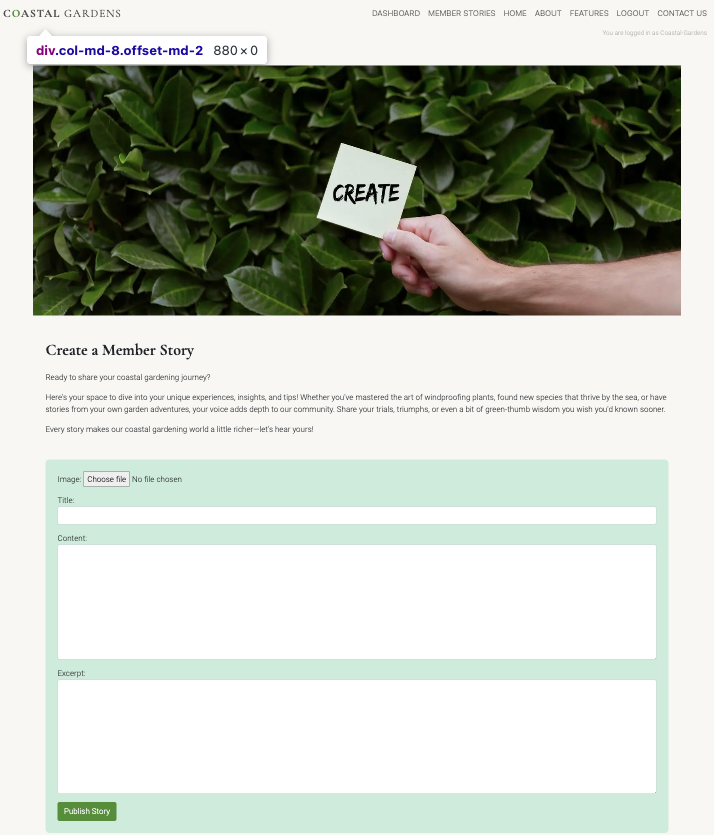 COASTAL GARDENS
DASHBOARD MEMBER STORIES HOME ABOUT FEATURES LOGOUT CONTACT US
You are logged in as Coastal-Gardens
div.col-md-8.offset-md-2 880 × 0
CREATE
Create a Member Story
Ready to share your coastal gardening journey?
Here's your space to dive into your unique experiences, insights, and tips! Whether you've mastered the art of windproofing plants, found new species that thrive by the sea, or have
stories from your own garden adventures, your voice adds depth to our community. Share your trials, triumphs, or even a bit of green-thumb wisdom you wish you'd known sooner.
Every story makes our coastal gardening world a little richer—let's hear yours!
Image: Choose file No file chosen
Title:
Content:
Excerpt:
Publish Story